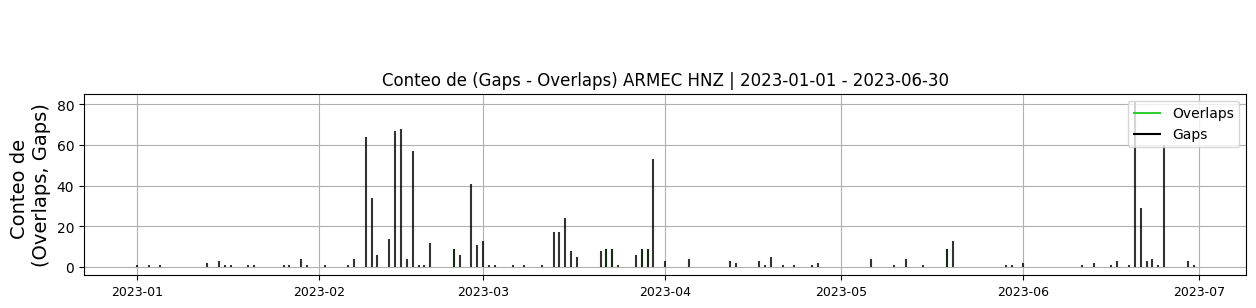 Conteo de (Gaps - Overlaps) ARMEC HNZ | 2023-01-01 - 2023-06-30
Conteo de
(Overlaps, Gaps)
80
60
40
20
0
Overlaps
Gaps
2023-01
2023-02
2023-03
2023-04
2023-05
2023-06
2023-07